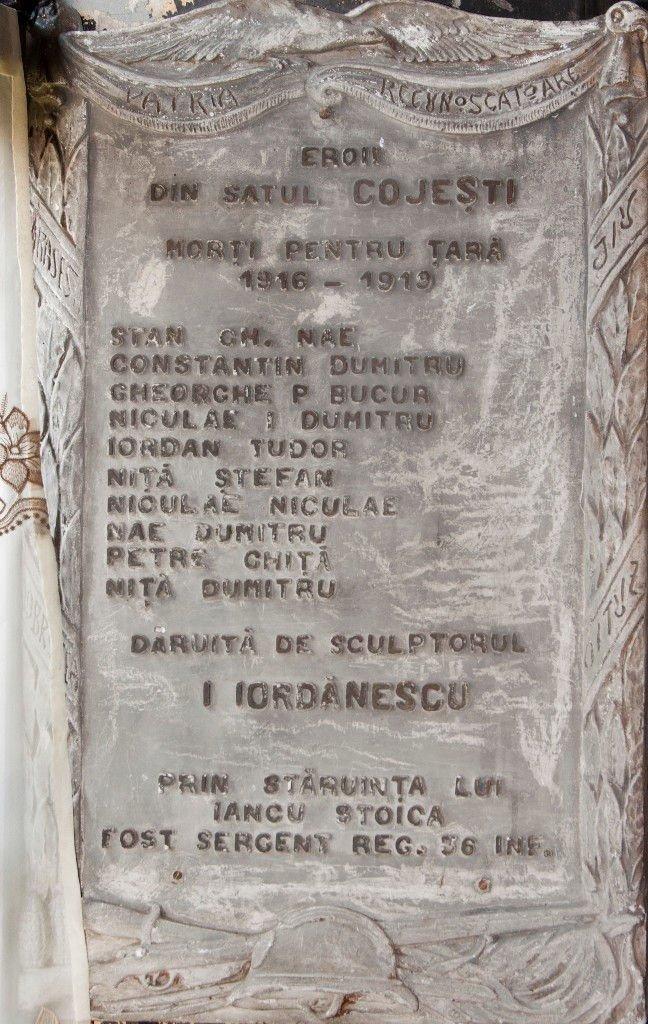 PATRIA RECUNOSCATOARE
EROII
DIN SATUL COJEȘTI
MORȚI PENTRU ȚARĂ
1916 - 1919
STAN GH. NAE
CONSTANTIN DUMITRU
GHEORGHE P BUCUR
NICULAE I DUMITRU
IORDAN TUDOR
NIȚĂ ȘTEFAN
NICULAE NICULAE
NAE DUMITRU
PETRE GHIȚĂ
NIȚĂ DUMITRU
DĂRUITĂ DE SCULPTORUL
I IORDĂNESCU
PRIN STĂRUINȚA LUI
IANCU STOICA
FOST SERGENT REG. 36 INF.
JIU
OITUZ